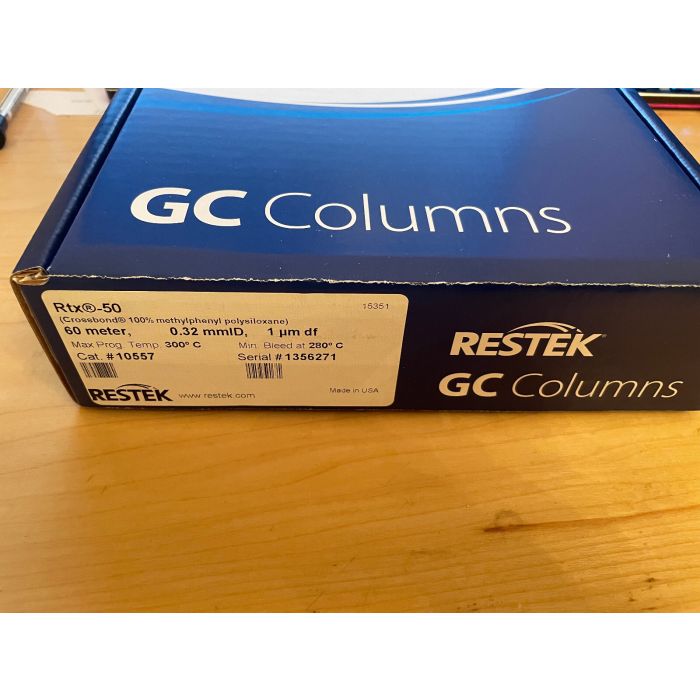 GC Columns
Rtx®-50 15351
(Crossbond® 100% methylphenyl polysiloxane)
60 meter, 0.32 mmID, 1 µm df
Max Prog. Temp. 300° C Min. Bleed at 280° C
Cat. #10557 Serial #1356271
RESTEK www.restek.com Made in USA
RESTEK®
GC Columns